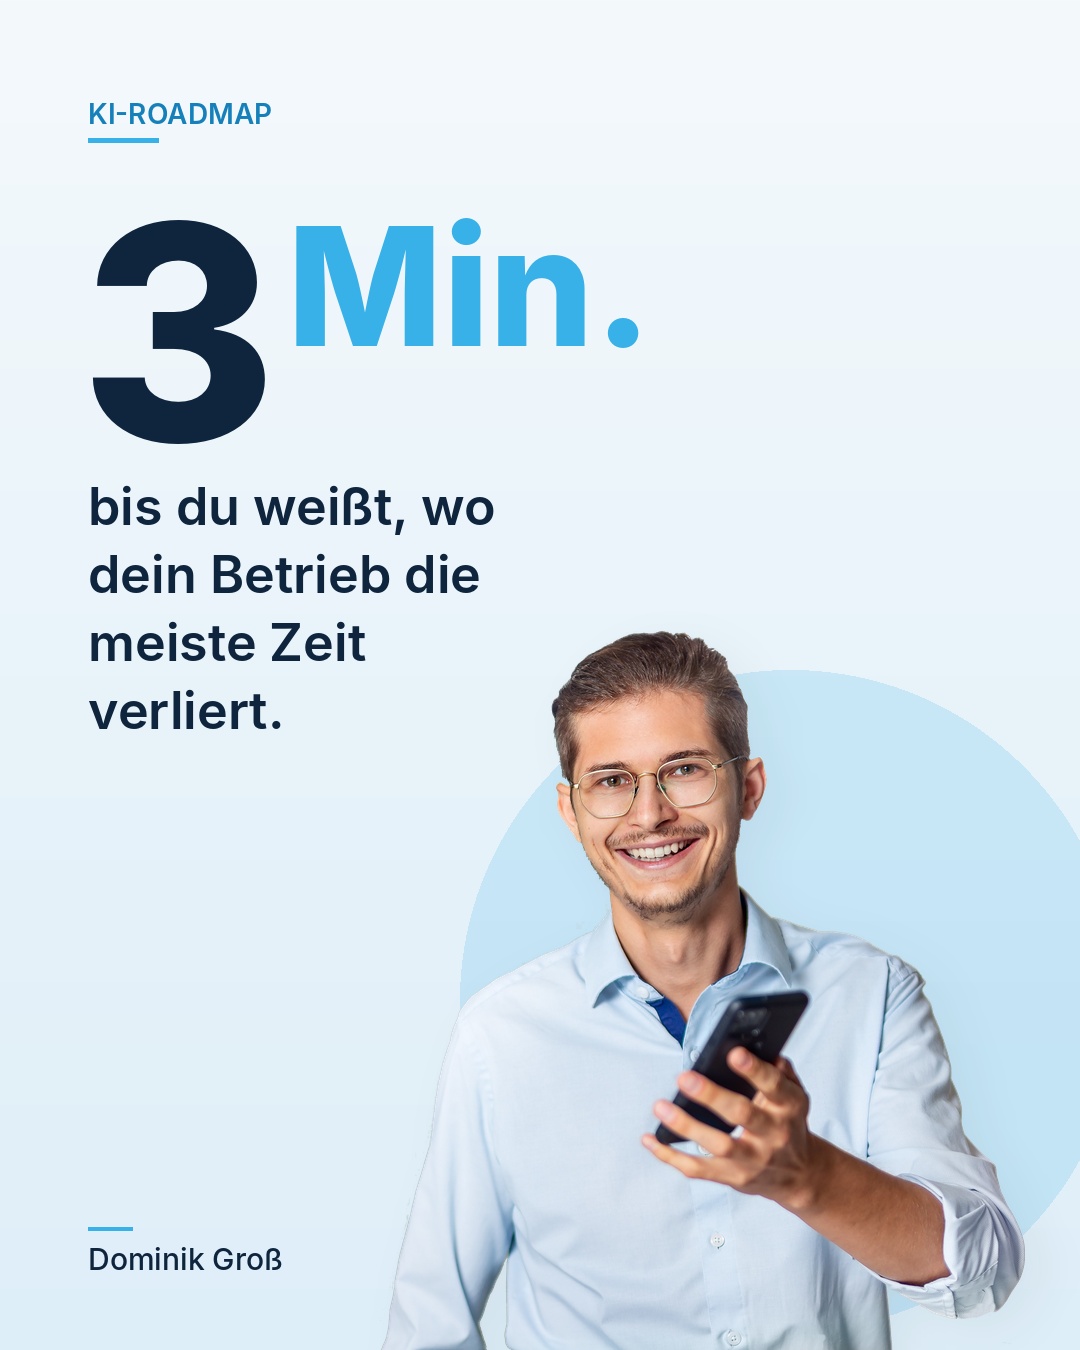 KI-ROADMAP
3 Min.
bis du weißt, wo
dein Betrieb die
meiste Zeit
verliert.
Dominik Groß